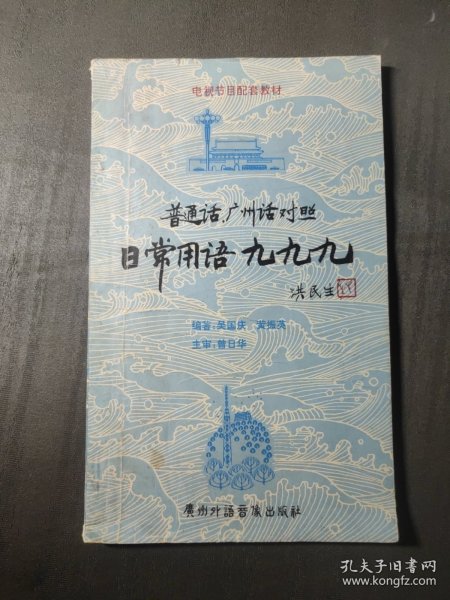 电视节目配套教材
普通话广州话对照
日常用语九九九
洪民生
编著:吴国庆 黄振英
主审:曾日华
廣州外語音像出版社
孔夫子旧书网
www.kongfz.com